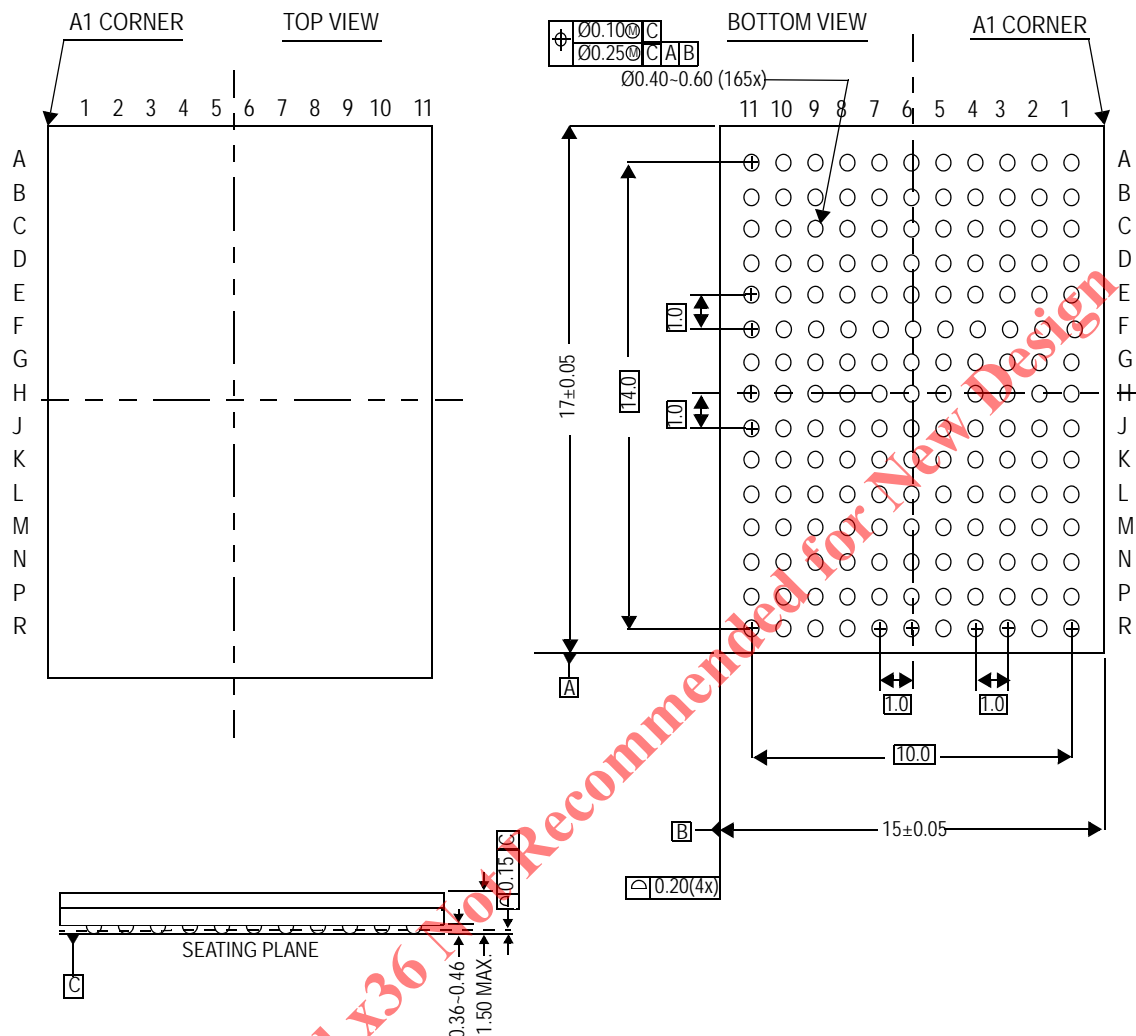 A1 CORNER
TOP VIEW
1 2 3 4 5 6 7 8 9 10 11
A
B
C
D
E
F
G
H
J
K
L
M
N
P
R
Ø0.10Ⓜ C
Ø0.25Ⓜ C A B
BOTTOM VIEW
A1 CORNER
Ø0.40~0.60 (165x)
11 10 9 8 7 6 5 4 3 2 1
A
B
C
D
E
F
G
H
J
K
L
M
N
P
R
1.0
1.0
14.0
17±0.05
A
1.0
1.0
10.0
B
15±0.05
0.20(4x)
0.15 C
SEATING PLANE
C
0.36~0.46
1.50 MAX.
x36 Not Recommended for New Design